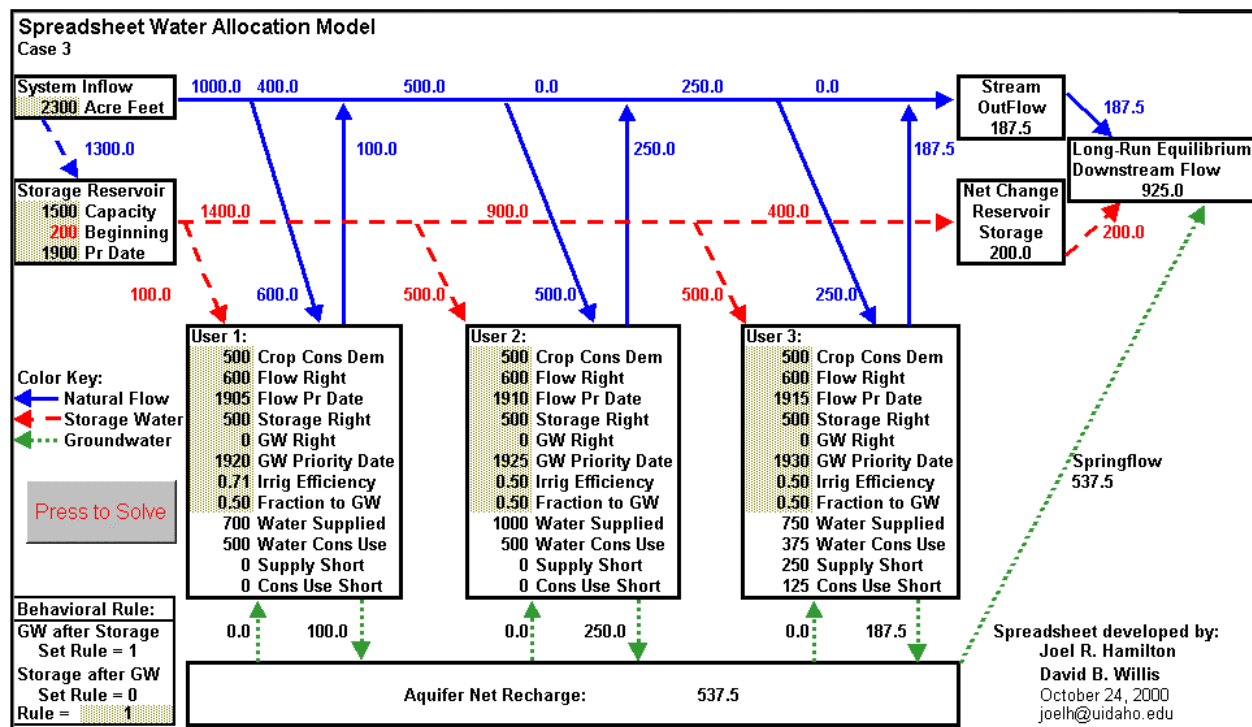 Spreadsheet Water Allocation Model
Case 3
System Inflow
2300 Acre Feet
1000.0 400.0 500.0 0.0 250.0 0.0
Stream
OutFlow
187.5
187.5
1300.0
100.0
250.0
187.5
Long-Run Equilibrium
Downstream Flow
925.0
Storage Reservoir
1500 Capacity
200 Beginning
1900 Pr Date
1400.0 900.0 400.0
Net Change
Reservoir
Storage
200.0
200.0
100.0 600.0 500.0 500.0 500.0 250.0
User 1:
500 Crop Cons Dem
600 Flow Right
1905 Flow Pr Date
500 Storage Right
0 GW Right
1920 GW Priority Date
0.71 Irrig Efficiency
0.50 Fraction to GW
700 Water Supplied
500 Water Cons Use
0 Supply Short
0 Cons Use Short
User 2:
500 Crop Cons Dem
600 Flow Right
1910 Flow Pr Date
500 Storage Right
0 GW Right
1925 GW Priority Date
0.50 Irrig Efficiency
0.50 Fraction to GW
1000 Water Supplied
500 Water Cons Use
0 Supply Short
0 Cons Use Short
User 3:
500 Crop Cons Dem
600 Flow Right
1915 Flow Pr Date
500 Storage Right
0 GW Right
1930 GW Priority Date
0.50 Irrig Efficiency
0.50 Fraction to GW
750 Water Supplied
375 Water Cons Use
250 Supply Short
125 Cons Use Short
Color Key:
Natural Flow
Storage Water
Groundwater
Press to Solve
Springflow
537.5
Behavioral Rule:
GW after Storage
Set Rule = 1
Storage after GW
Set Rule = 0
Rule = 1
0.0 100.0 0.0 250.0 0.0 187.5
Aquifer Net Recharge: 537.5
Spreadsheet developed by:
Joel R. Hamilton
David B. Willis
October 24, 2000
joelh@uidaho.edu